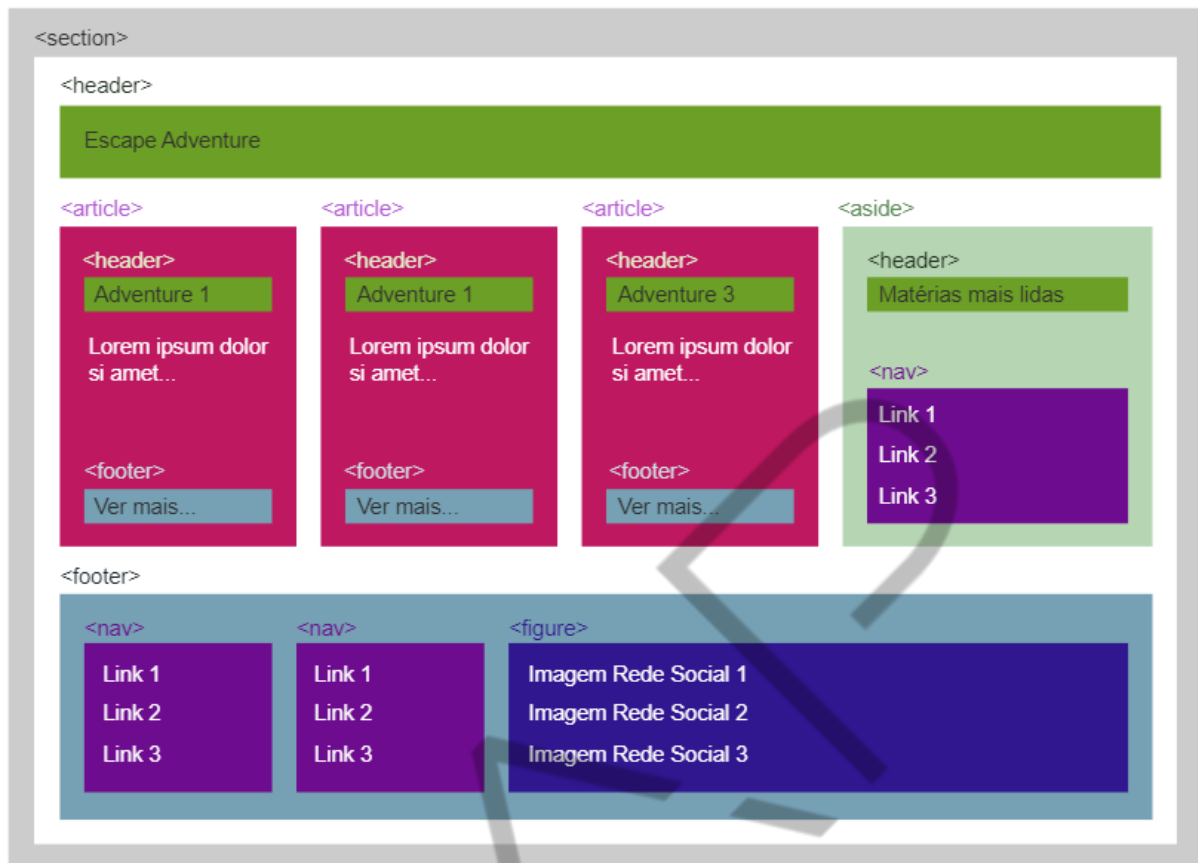 <section>
<header>
Escape Adventure
<article>
<header>
Adventure 1
Lorem ipsum dolor
si amet...
<footer>
Ver mais...
<article>
<header>
Adventure 1
Lorem ipsum dolor
si amet...
<footer>
Ver mais...
<article>
<header>
Adventure 3
Lorem ipsum dolor
si amet...
<footer>
Ver mais...
<aside>
<header>
Matérias mais lidas
<nav>
Link 1
Link 2
Link 3
<footer>
<nav>
Link 1
Link 2
Link 3
<nav>
Link 1
Link 2
Link 3
<figure>
Imagem Rede Social 1
Imagem Rede Social 2
Imagem Rede Social 3